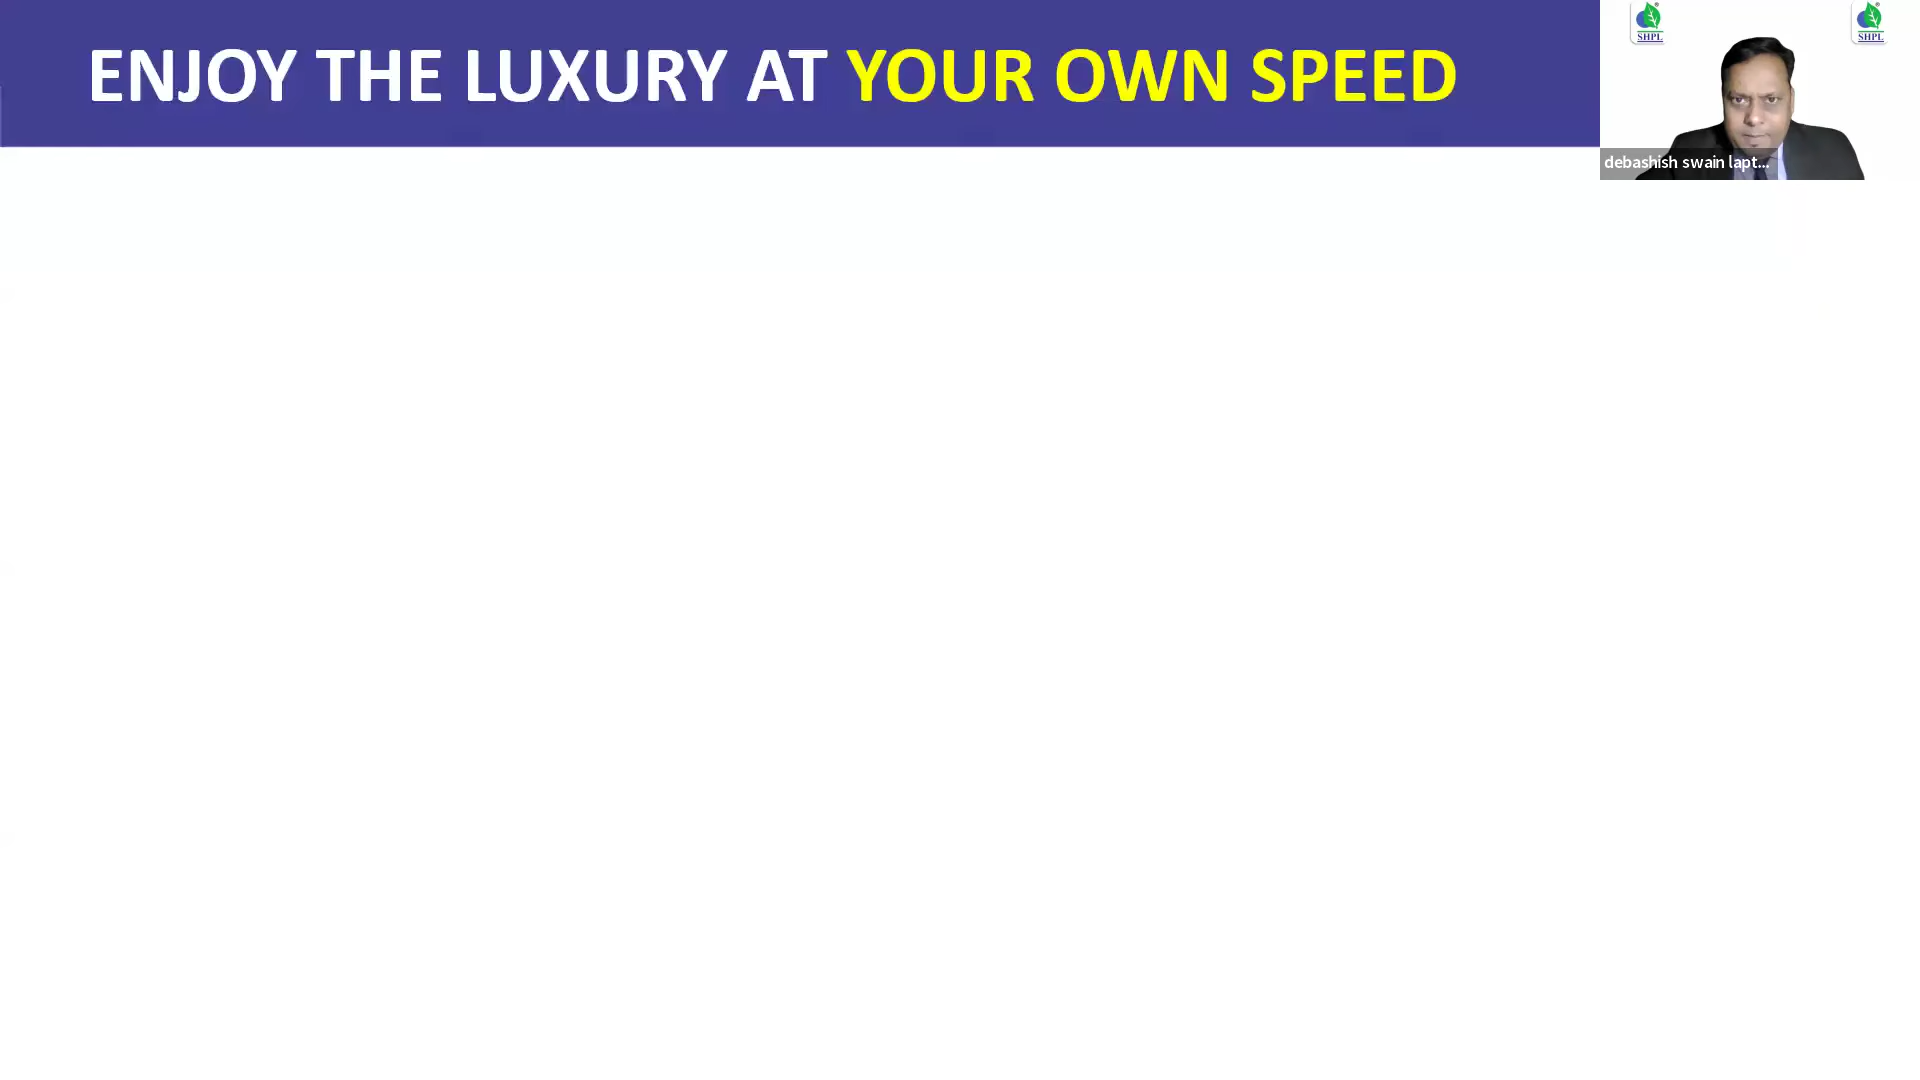 ENJOY THE LUXURY AT YOUR OWN SPEED
SHPL
SHPL
debashish swain lapt...